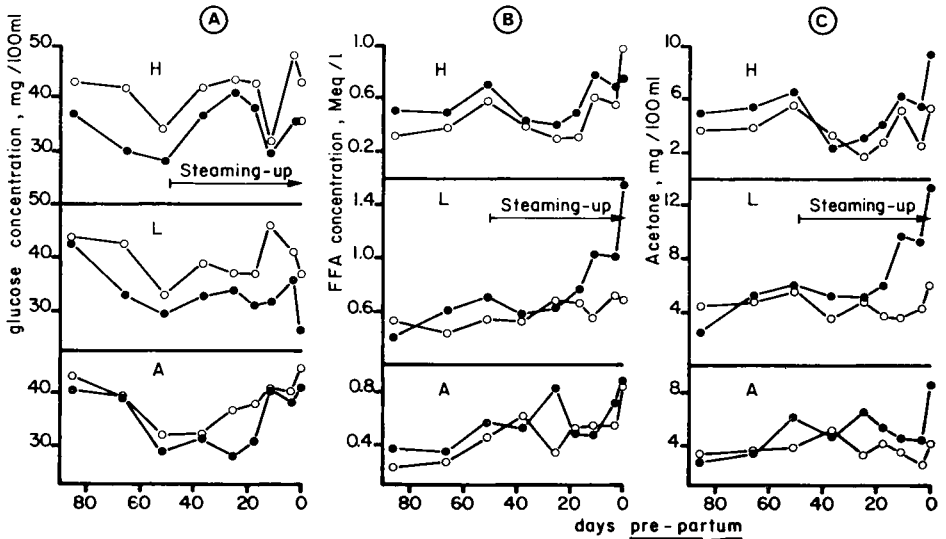 A
B
C
glucose concentration, mg/100ml
50
40
30
50
40
30
40
30
H
Steaming-up
L
A
80
60
40
20
0
FFA concentration, Meq/l
1.0
0.6
0.2
1.4
1.0
0.6
0.8
0.4
H
L
Steaming-up
A
80
60
40
20
0
Acetone, mg/100ml
10
6
2
12
8
4
8
4
H
L
Steaming-up
A
80
60
40
20
0
days pre-partum